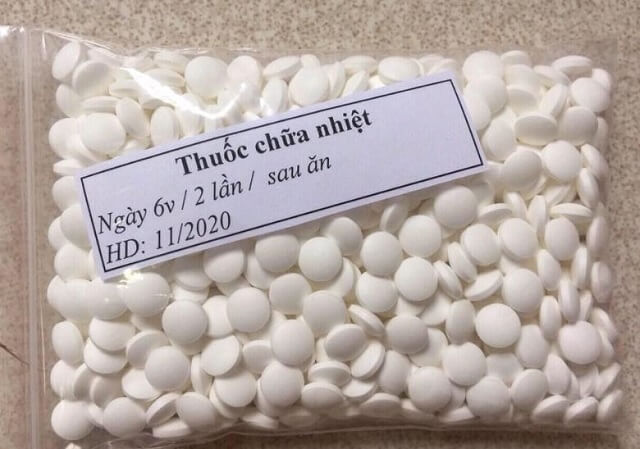 Thuốc chữa nhiệt
Ngày 6v / 2 lần / sau ăn
HD: 11/2020